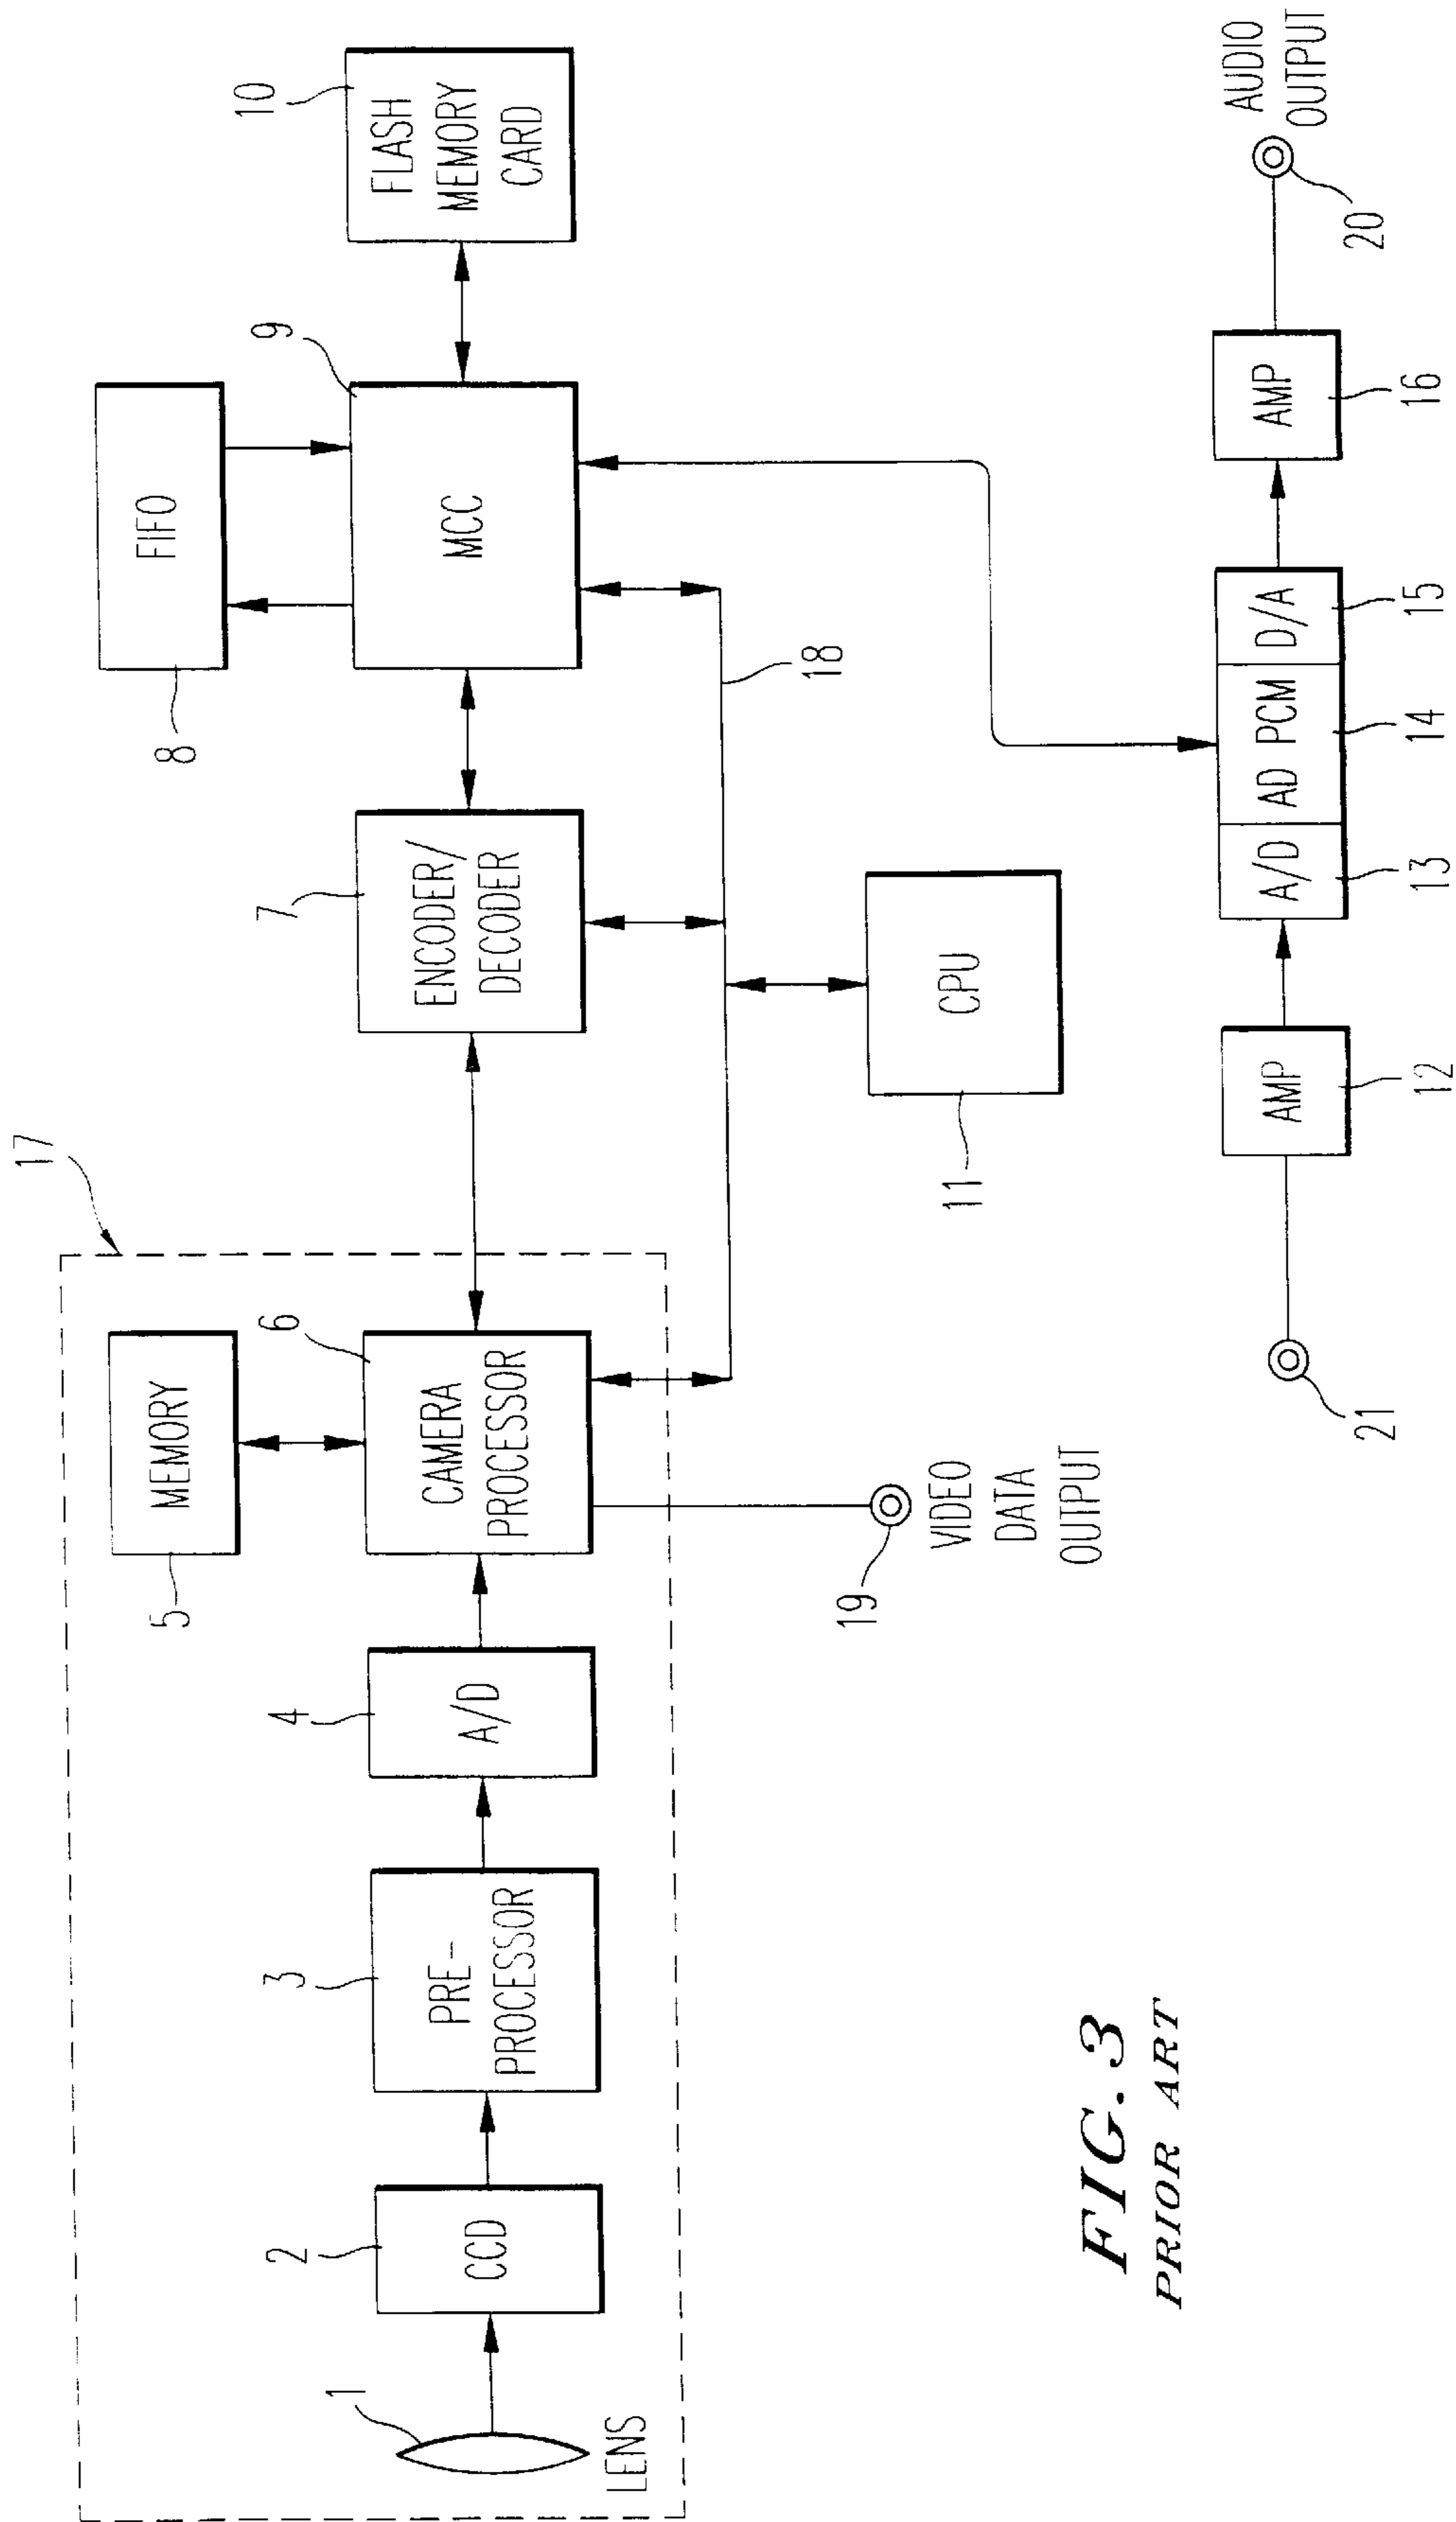 17
5
MEMORY
8
FIFO
1
LENS
2
CCD
3
PRE-
PROCESSOR
4
A/D
6
CAMERA
PROCESSOR
7
ENCODER/
DECODER
9
MCC
10
FLASH
MEMORY
CARD
18
19
VIDEO
DATA
OUTPUT
11
CPU
21
AMP
12
A/D
AD PCM
D/A
13
14
15
AMP
16
20
AUDIO
OUTPUT
FIG. 3
PRIOR ART